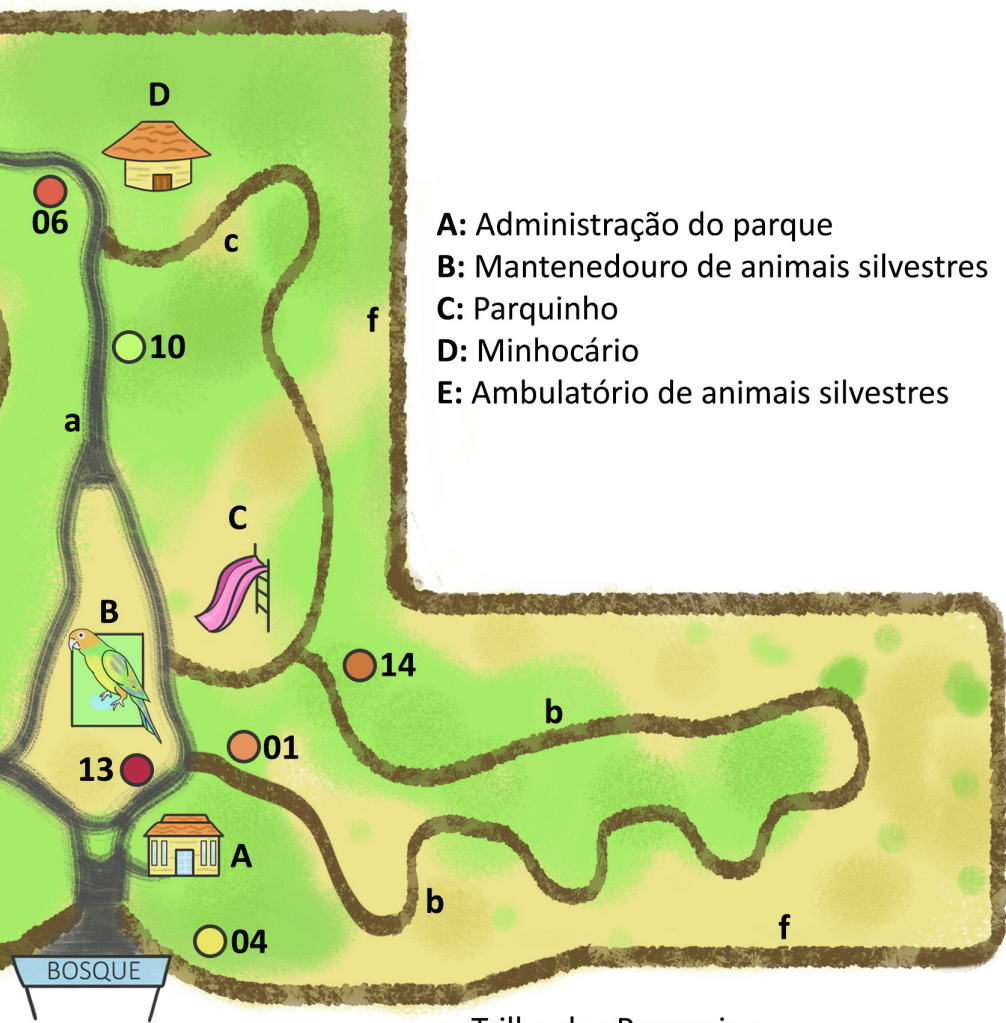 D
06
c
A: Administração do parque
B: Mantenedouro de animais silvestres
C: Parquinho
D: Minhocário
E: Ambulatório de animais silvestres
f
10
a
C
B
14
b
01
13
A
b
04
f
BOSQUE